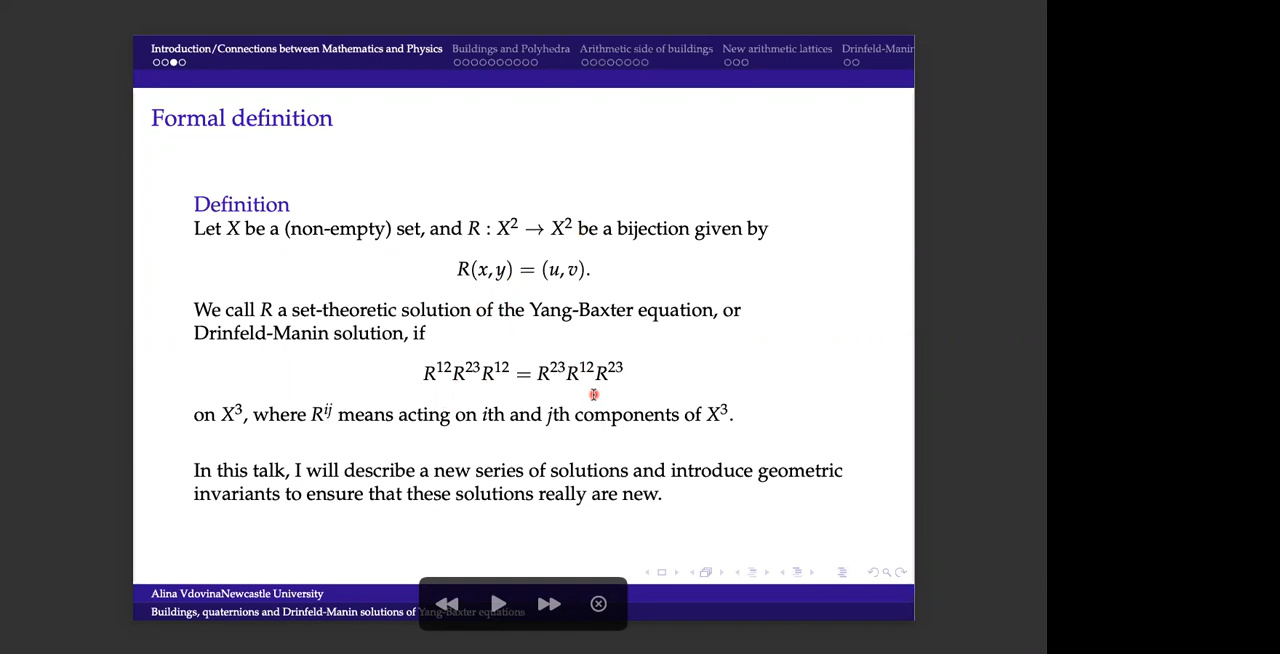 Introduction/Connections between Mathematics and Physics Buildings and Polyhedra Arithmetic side of buildings New arithmetic lattices Drinfeld-Manin
Formal definition
Definition
Let X be a (non-empty) set, and R : X² → X² be a bijection given by
R(x, y) = (u, v).
We call R a set-theoretic solution of the Yang-Baxter equation, or
Drinfeld-Manin solution, if
R¹²R²³R¹² = R²³R¹²R²³
on X³, where Rⁱʲ means acting on ith and jth components of X³.
In this talk, I will describe a new series of solutions and introduce geometric
invariants to ensure that these solutions really are new.
Alina VdovinaNewcastle University
Buildings, quaternions and Drinfeld-Manin solutions of Yang-Baxter equations